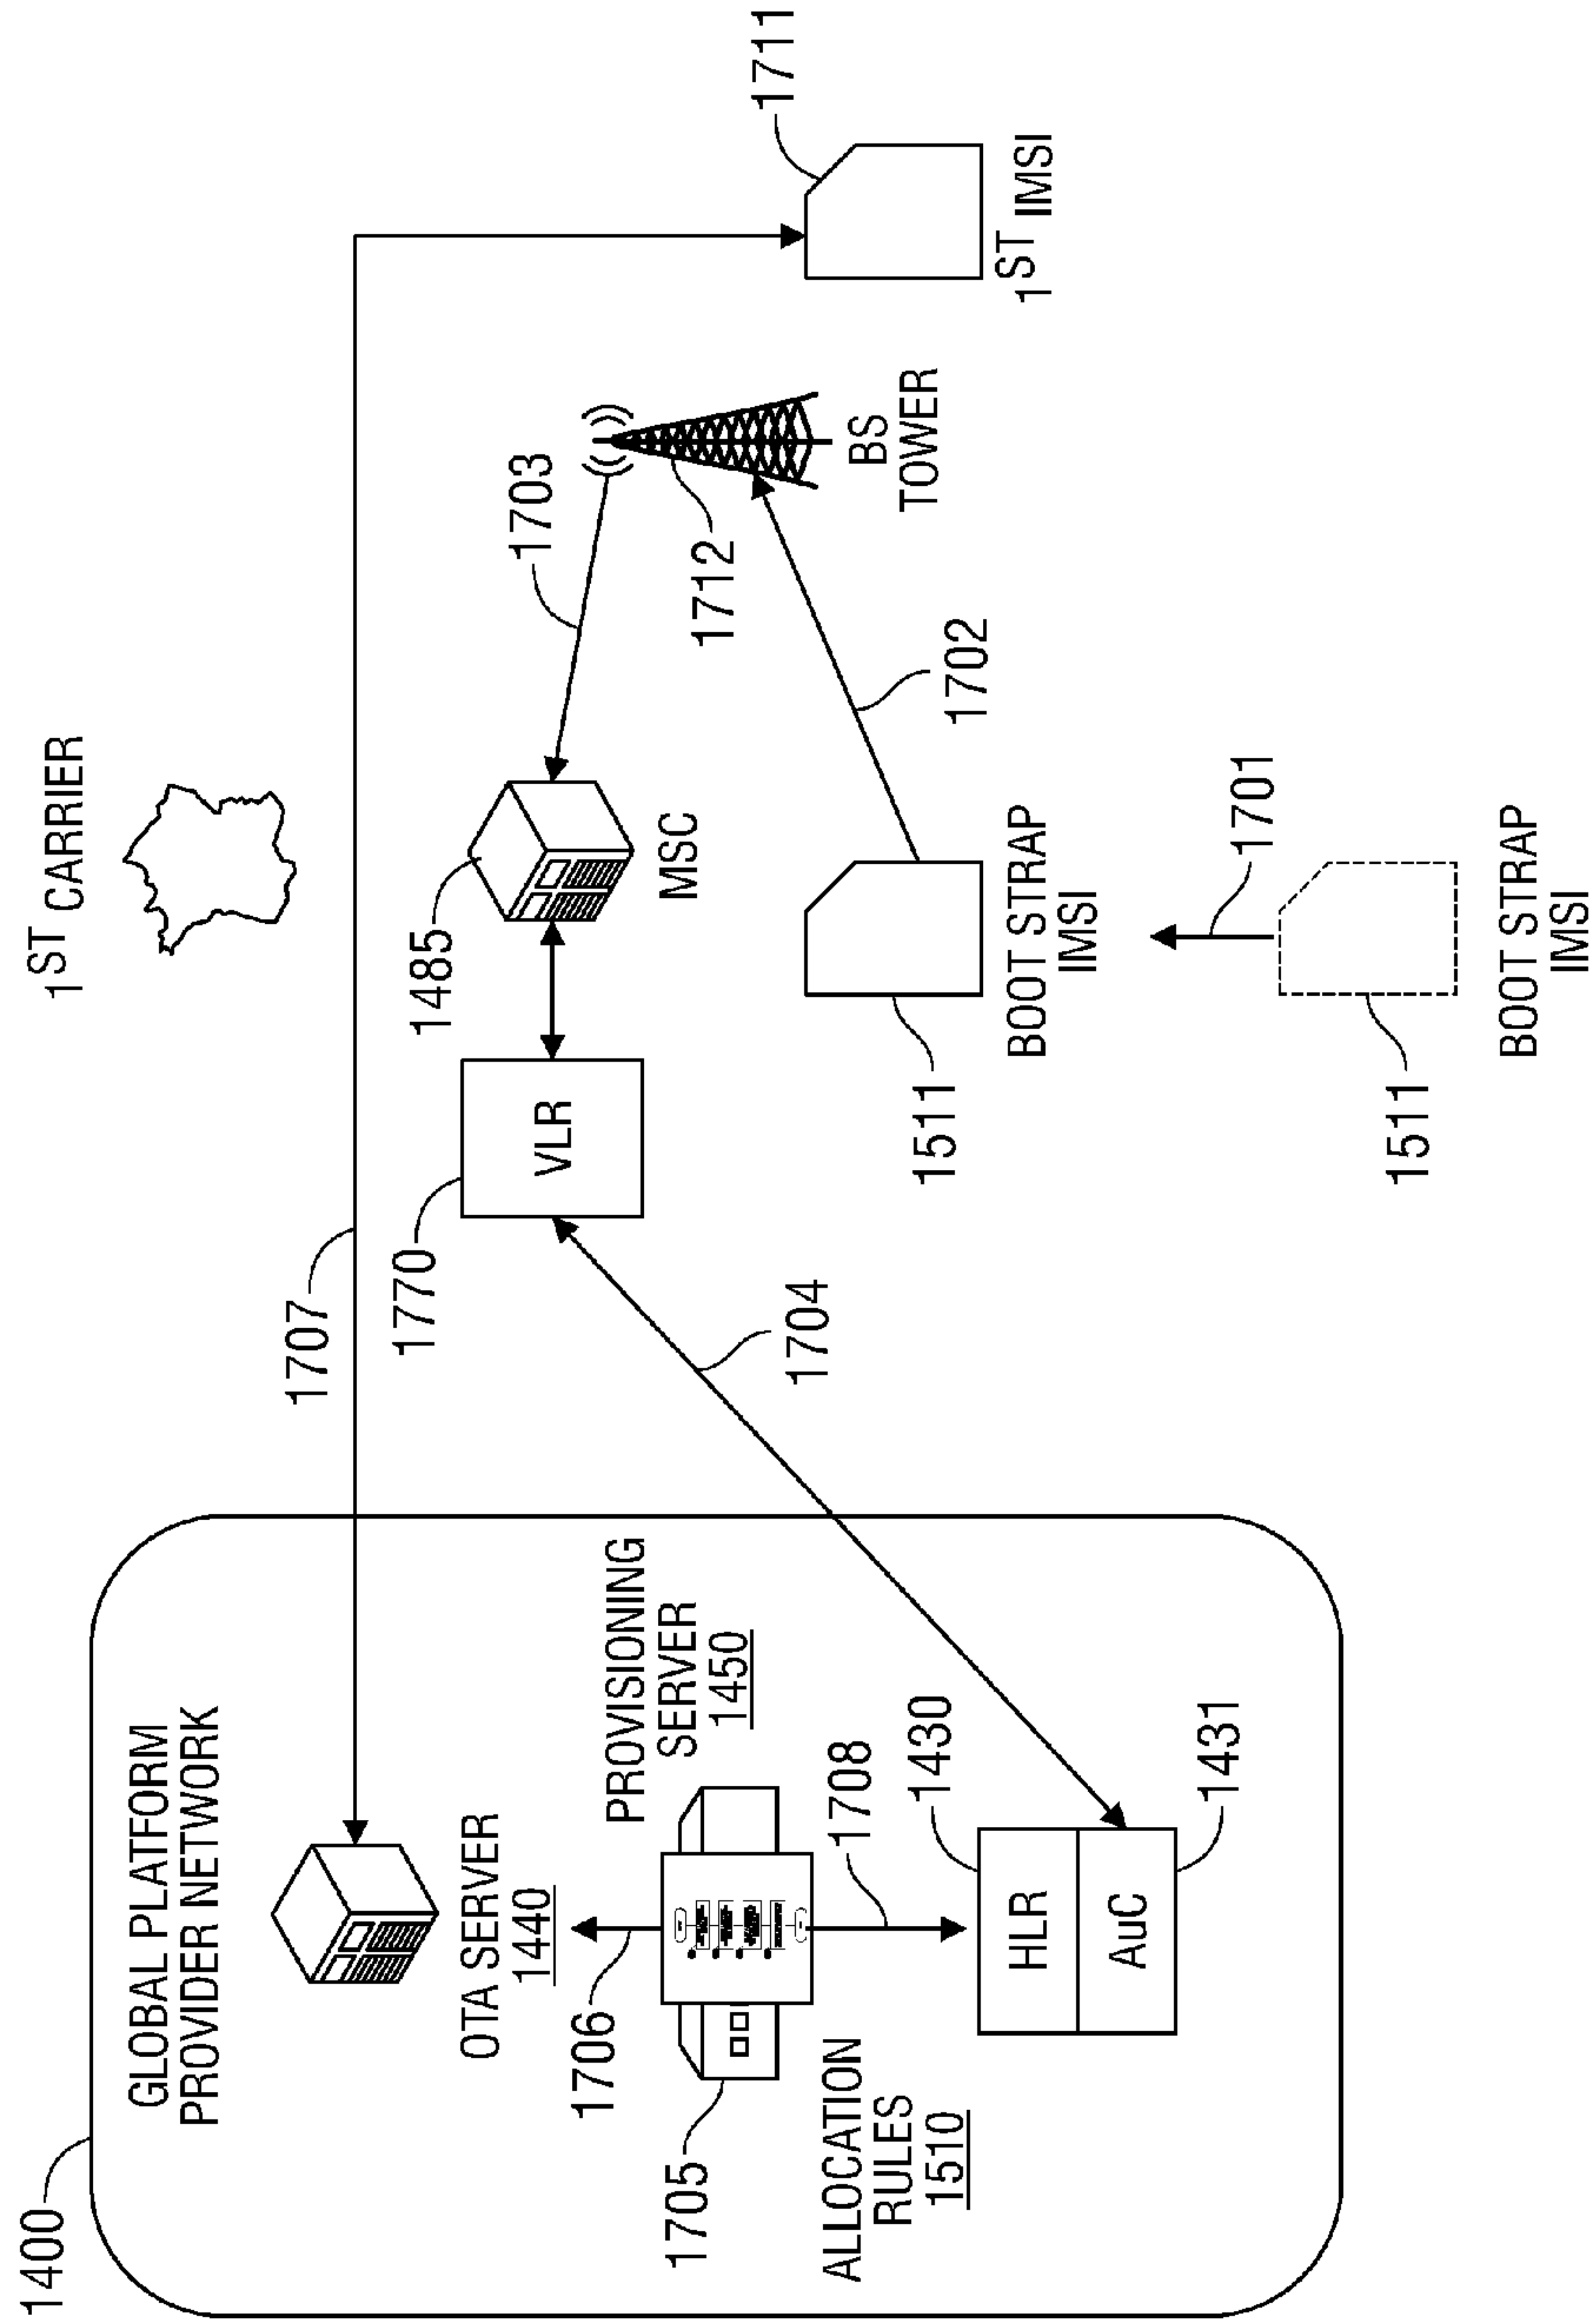 1400
GLOBAL PLATFORM
PROVIDER NETWORK
OTA SERVER
1440
1706
PROVISIONING
SERVER
1450
1705
ALLOCATION
RULES
1510
1708
HLR
1430
AuC
1431
1707
1ST CARRIER
1770
VLR
1704
1485
MSC
1703
1712
BS
TOWER
1702
1511
BOOT STRAP
IMSI
1701
1511
BOOT STRAP
IMSI
1711
1ST IMSI